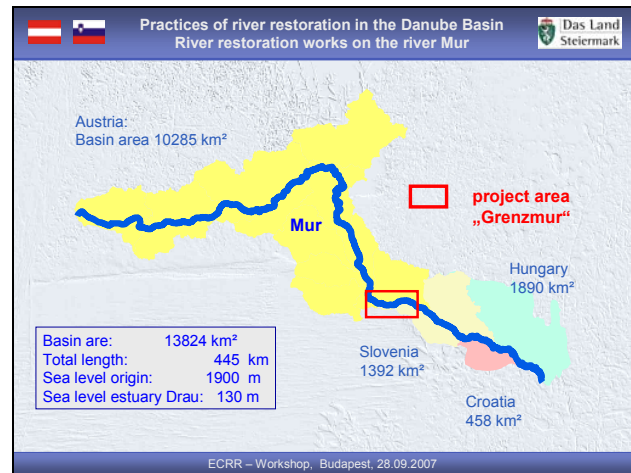 Practices of river restoration in the Danube Basin
River restoration works on the river Mur
Das Land
Steiermark
Austria:
Basin area 10285 km²
project area
„Grenzmur“
Mur
Hungary
1890 km²
Basin are: 13824 km²
Total length: 445 km
Sea level origin: 1900 m
Sea level estuary Drau: 130 m
Slovenia
1392 km²
Croatia
458 km²
ECRR – Workshop, Budapest, 28.09.2007